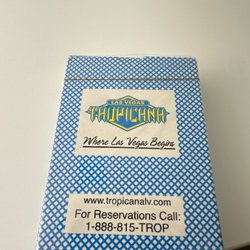 LAS VEGAS
TROPICANA
Where Las Vegas Begins
www.tropicanalv.com
For Reservations Call:
1-888-815-TROP